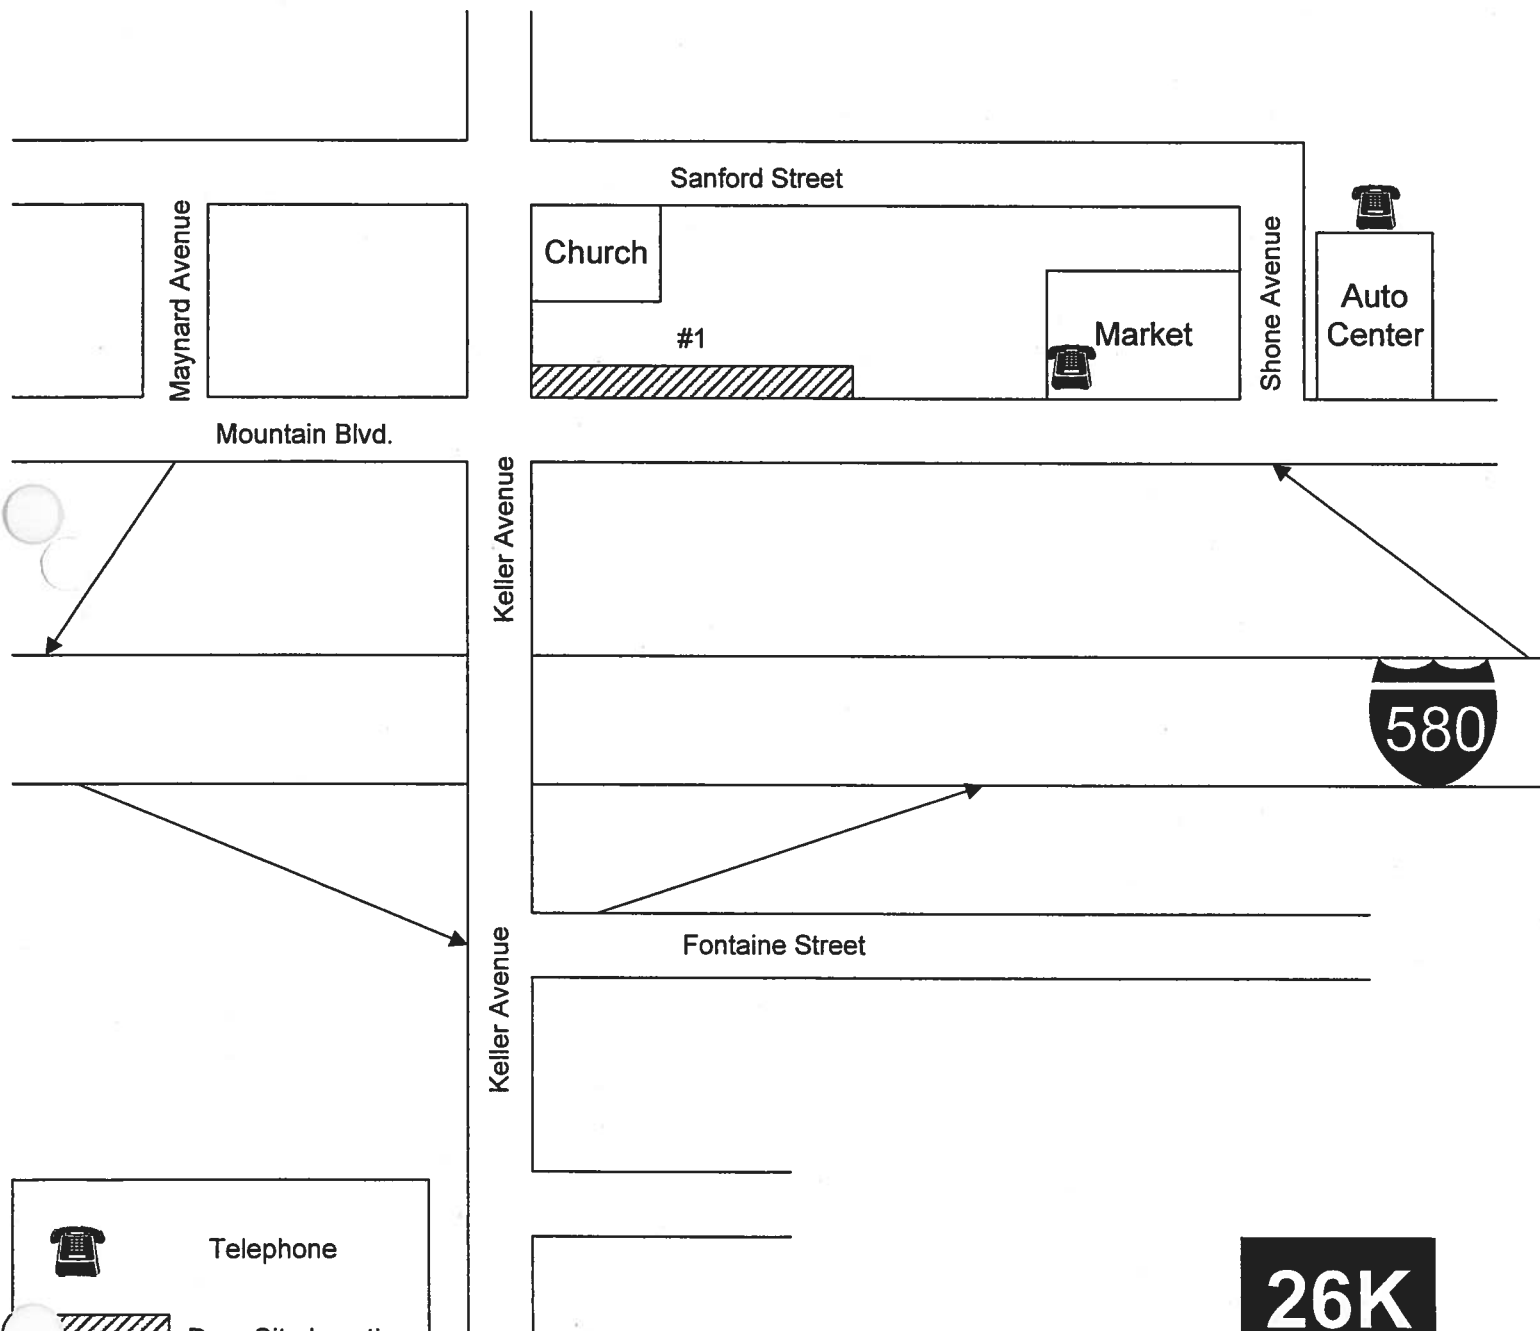 Sanford Street
Maynard Avenue
Church
#1
Market
Shone Avenue
Auto
Center
Mountain Blvd.
Keller Avenue
580
Fontaine Street
Keller Avenue
Telephone
26K